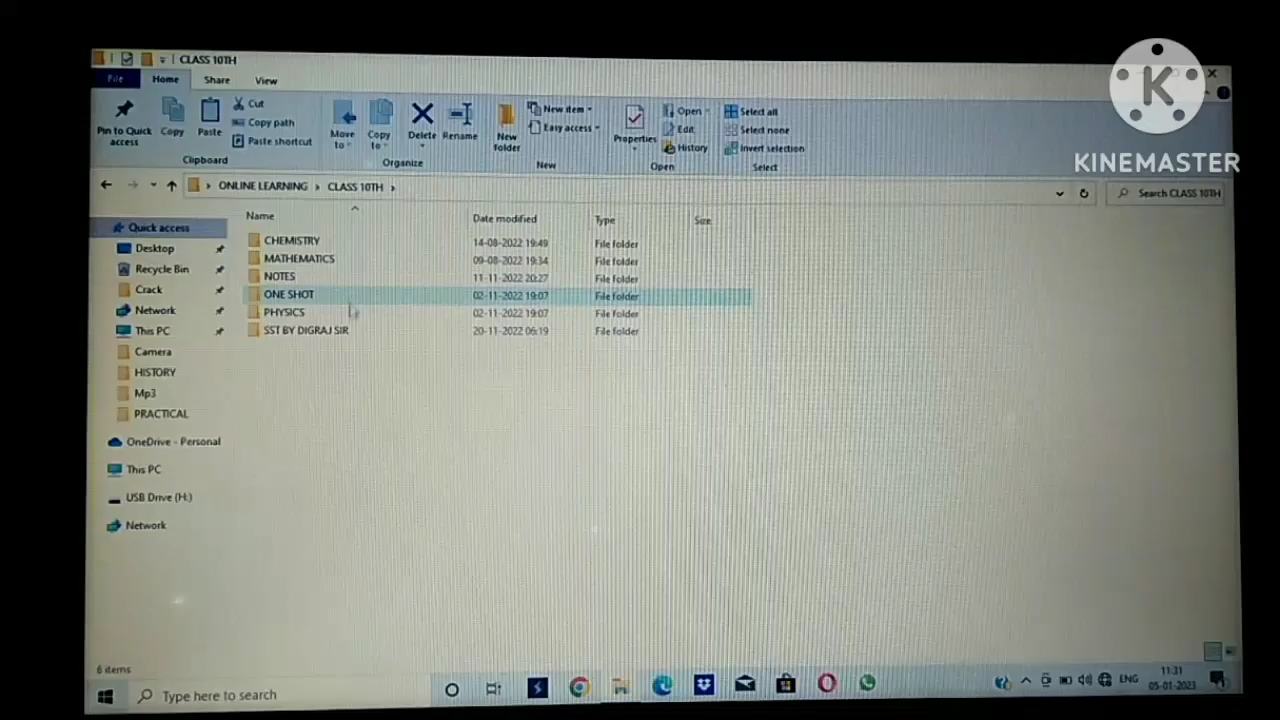 CLASS 10TH
File Home Share View
Pin to Quick access
Copy
Paste
Cut
Copy path
Paste shortcut
Clipboard
Move to
Copy to
Delete
Rename
Organize
New folder
New item
Easy access
New
Properties
Open
Edit
History
Open
Select all
Select none
Invert selection
Select
K
KINEMASTER
ONLINE LEARNING > CLASS 10TH >
Search CLASS 10TH
Name Date modified Type Size
CHEMISTRY 14-08-2022 19:49 File folder
MATHEMATICS 09-08-2022 19:34 File folder
NOTES 11-11-2022 20:27 File folder
ONE SHOT 02-11-2022 19:07 File folder
PHYSICS 02-11-2022 19:07 File folder
SST BY DIGRAJ SIR 20-11-2022 06:19 File folder
Quick access
Desktop
Recycle Bin
Crack
Network
This PC
Camera
HISTORY
Mp3
PRACTICAL
OneDrive - Personal
This PC
USB Drive (H:)
Network
6 items
Type here to search
ENG
11:31
05-01-2023